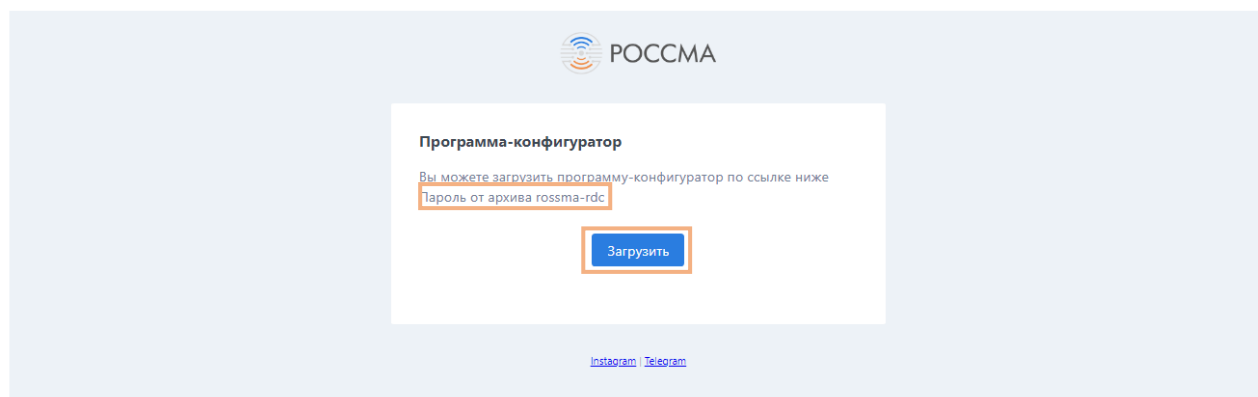 РОССМА
Программа-конфигуратор
Вы можете загрузить программу-конфигуратор по ссылке ниже
Пароль от архива rossma-rdc
Загрузить
Instagram | Telegram